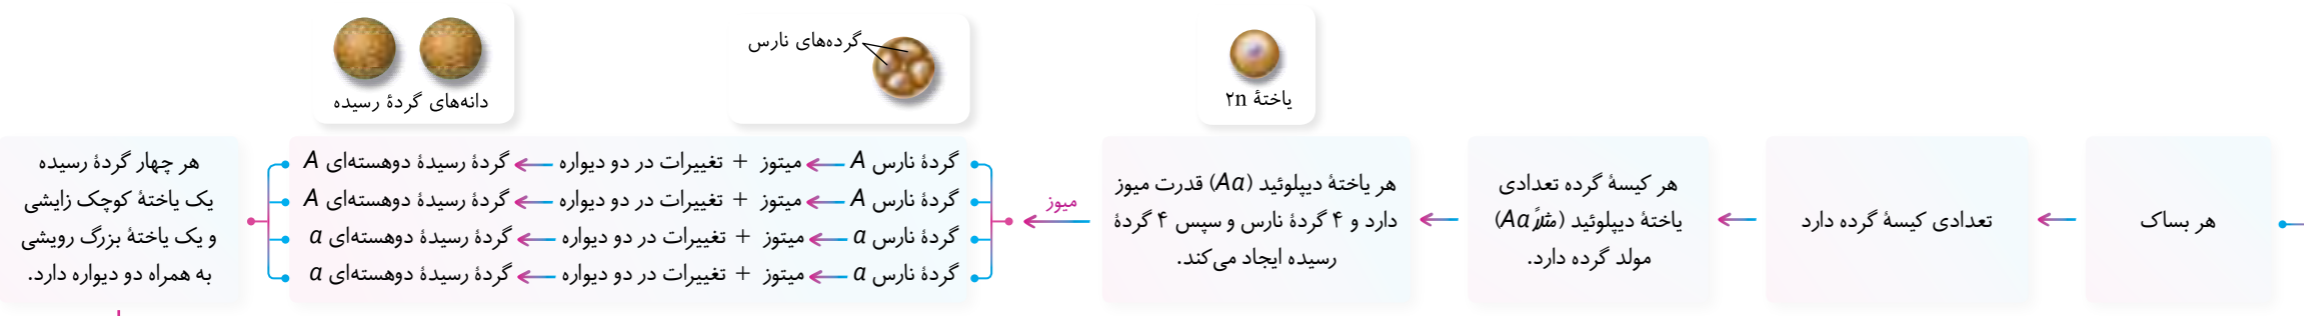 هر بساک
تعدادی کیسهٔ گرده دارد
هر کیسهٔ گرده تعدادی
یاختهٔ دیپلوئید (مثلاً Aa)
مولد گرده دارد.
یاختهٔ ۲n
هر یاختهٔ دیپلوئید (Aa) قدرت میوز
دارد و ۴ گردهٔ نارس و سپس ۴ گردهٔ
رسیده ایجاد می‌کند.
میوز
گرده‌های نارس
دانه‌های گردهٔ رسیده
گردهٔ نارس A میتوز + تغییرات در دو دیواره گردهٔ رسیدهٔ دوهسته‌ای A
گردهٔ نارس A میتوز + تغییرات در دو دیواره گردهٔ رسیدهٔ دوهسته‌ای A
گردهٔ نارس a میتوز + تغییرات در دو دیواره گردهٔ رسیدهٔ دوهسته‌ای a
گردهٔ نارس a میتوز + تغییرات در دو دیواره گردهٔ رسیدهٔ دوهسته‌ای a
هر چهار گردهٔ رسیده
یک یاختهٔ کوچک زایشی
و یک یاختهٔ بزرگ رویشی
به همراه دو دیواره دارد.